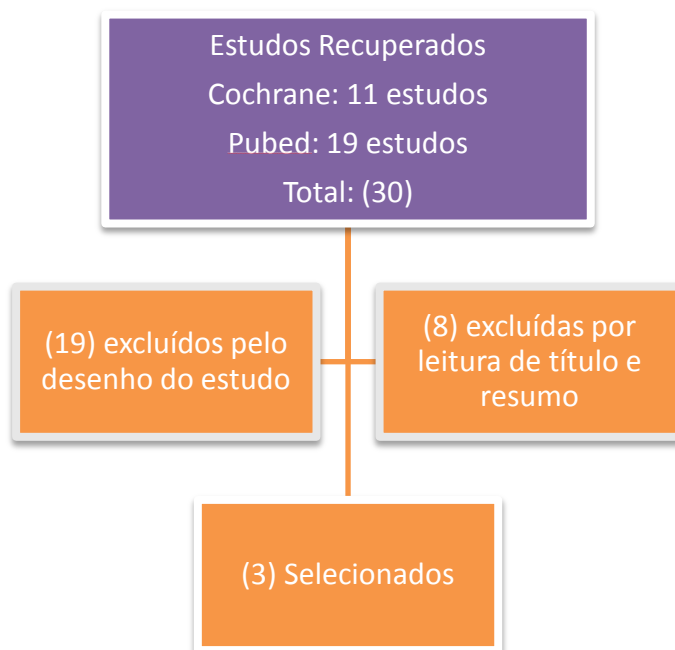 Estudos Recuperados
Cochrane: 11 estudos
Pubed: 19 estudos
Total: (30)
(19) excluídos pelo
desenho do estudo
(8) excluídas por
leitura de título e
resumo
(3) Selecionados